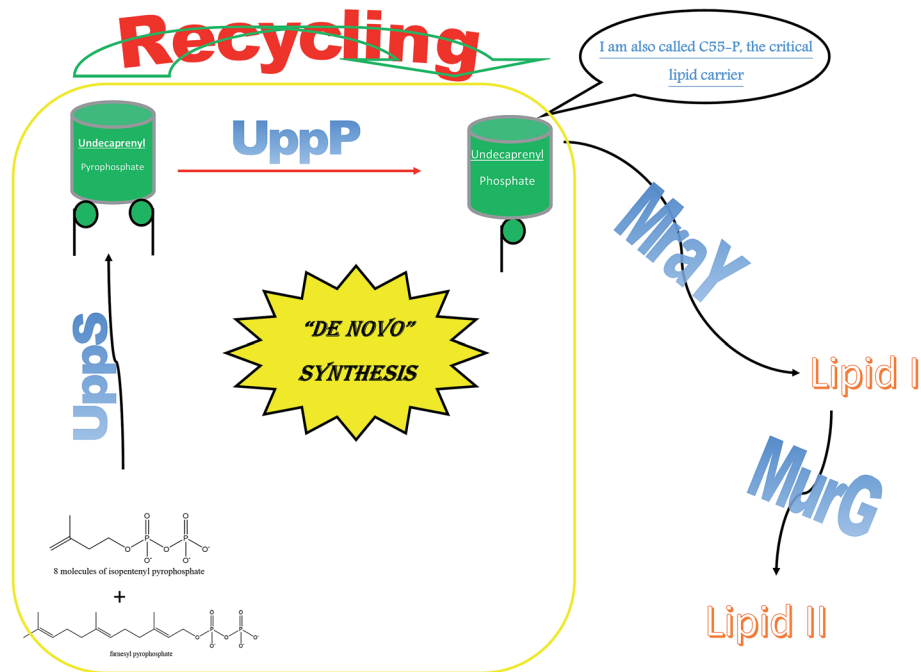 Recycling
I am also called C55-P, the critical
lipid carrier
Undecaprenyl
Pyrophosphate
UppP
Undecaprenyl
Phosphate
MraY
"DE NOVO"
SYNTHESIS
UppS
Lipid I
MurG
O
O
O
P
O
P
O-
O-
O-
8 molecules of isopentenyl pyrophosphate
+
O
O
O
P
O
P
O-
O-
O-
farnesyl pyrophosphate
Lipid II